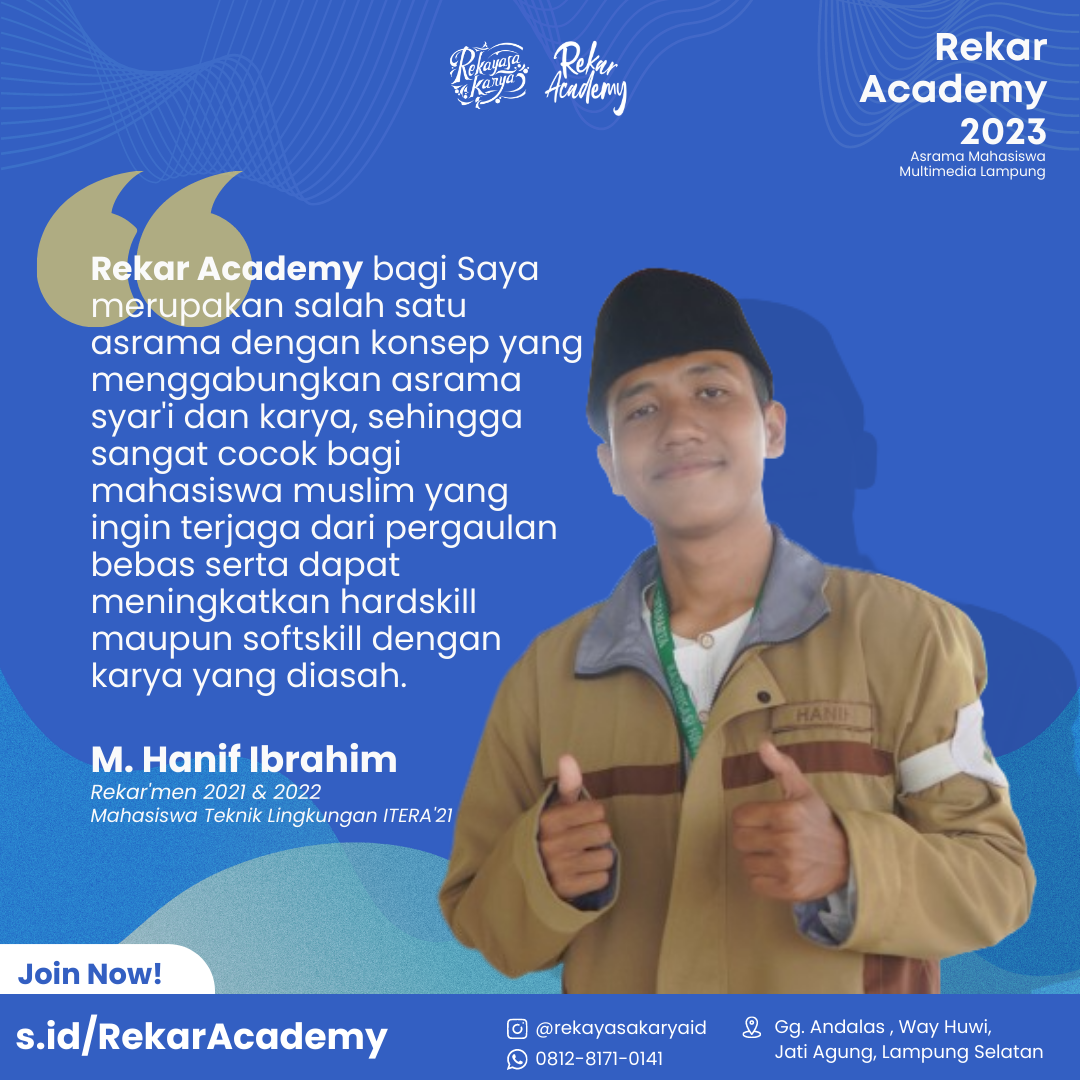 Rekayasa
karya
Rekar
Academy
Rekar
Academy
2023
Asrama Mahasiswa
Multimedia Lampung
Rekar Academy bagi Saya
merupakan salah satu
asrama dengan konsep yang
menggabungkan asrama
syar'i dan karya, sehingga
sangat cocok bagi
mahasiswa muslim yang
ingin terjaga dari pergaulan
bebas serta dapat
meningkatkan hardskill
maupun softskill dengan
karya yang diasah.
M. Hanif Ibrahim
Rekar'men 2021 & 2022
Mahasiswa Teknik Lingkungan ITERA'21
HANIF
Join Now!
s.id/RekarAcademy
@rekayasakaryaid
0812-8171-0141
Gg. Andalas , Way Huwi,
Jati Agung, Lampung Selatan